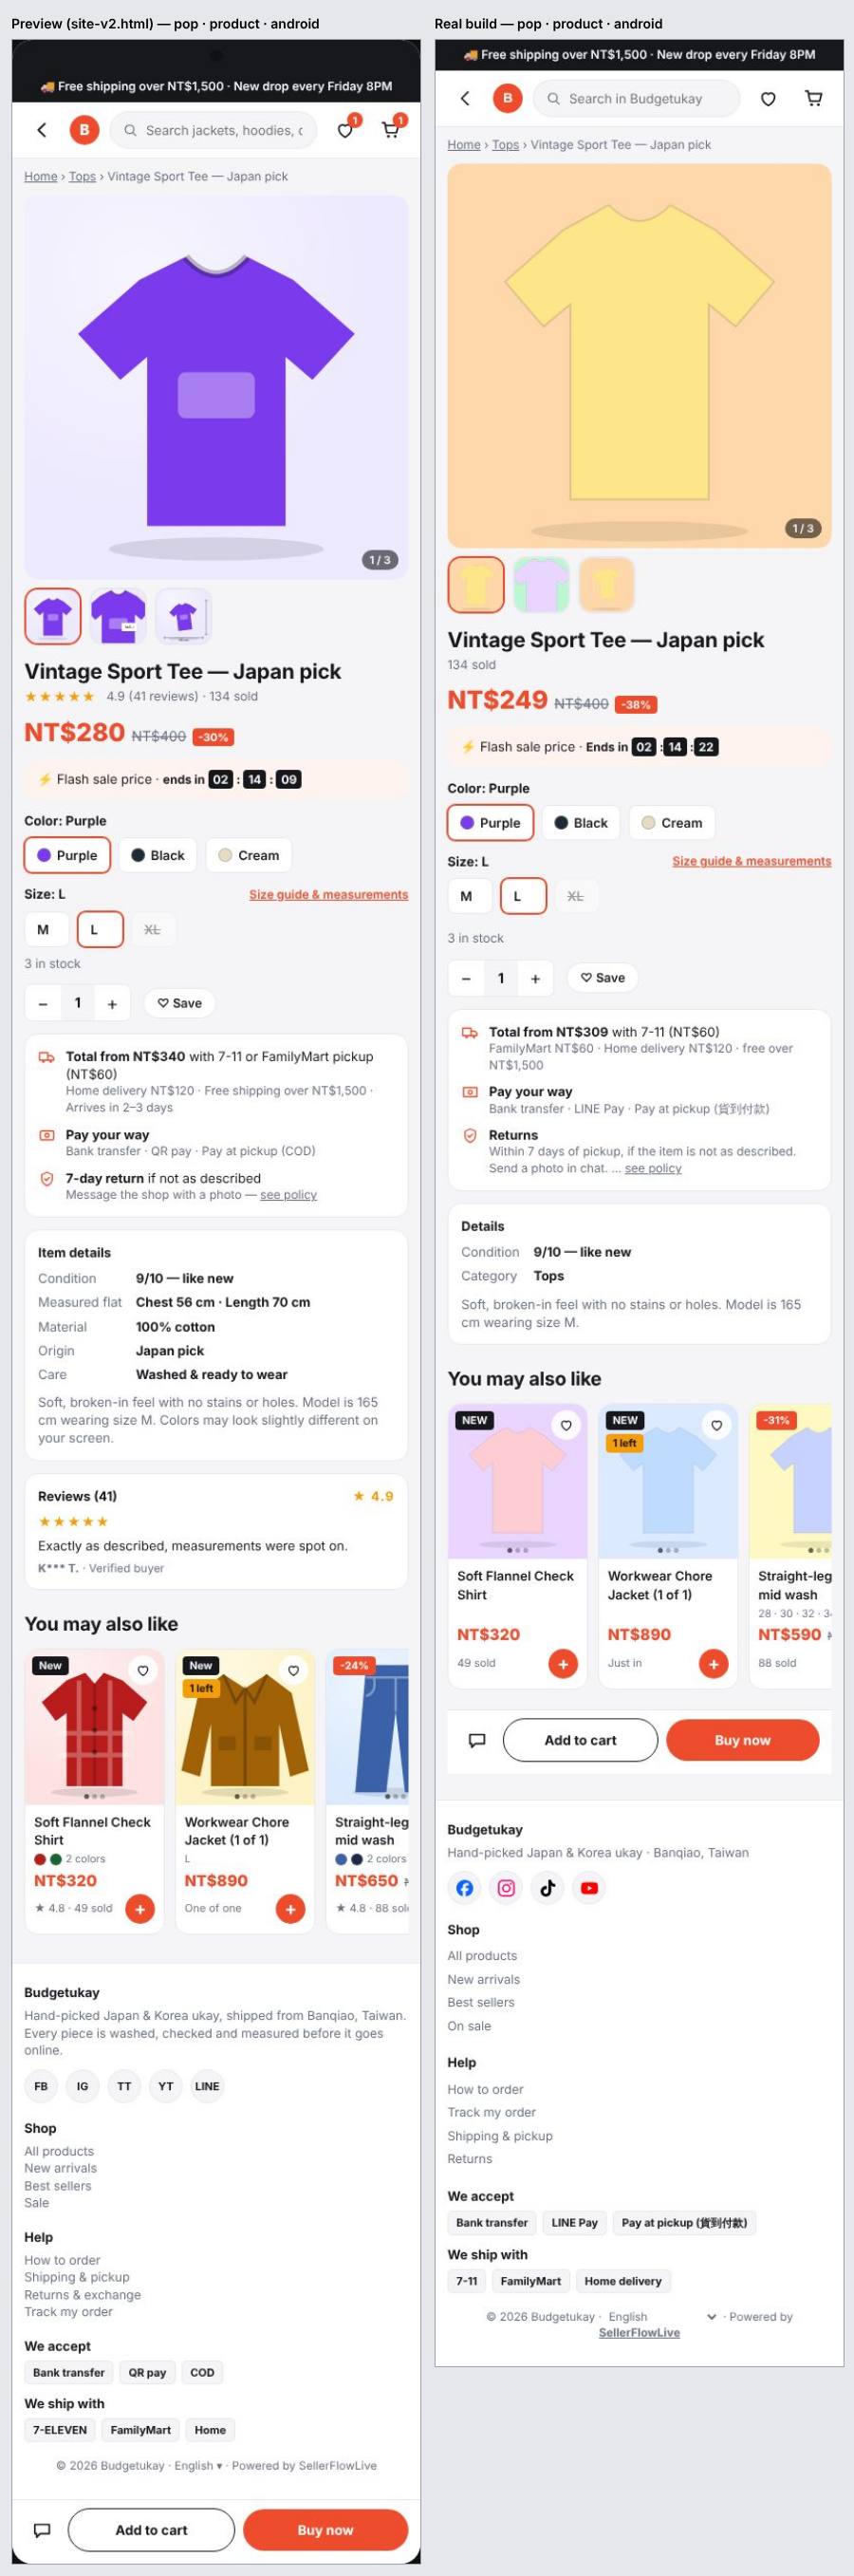 Preview (site-v2.html) — pop · product · android
🚚 Free shipping over NT$1,500 · New drop every Friday 8PM
B
Search jackets, hoodies, c
1
1
Home › Tops › Vintage Sport Tee — Japan pick
1 / 3
Vintage Sport Tee — Japan pick
★★★★★ 4.9 (41 reviews) · 134 sold
NT$280 NT$400 -30%
⚡ Flash sale price · ends in 02 : 14 : 09
Color: Purple
Purple
Black
Cream
Size: L
Size guide & measurements
M
L
XL
3 in stock
− 1 +
♡ Save
Total from NT$340 with 7-11 or FamilyMart pickup
(NT$60)
Home delivery NT$120 · Free shipping over NT$1,500 ·
Arrives in 2–3 days
Pay your way
Bank transfer · QR pay · Pay at pickup (COD)
7-day return if not as described
Message the shop with a photo — see policy
Item details
Condition 9/10 — like new
Measured flat Chest 56 cm · Length 70 cm
Material 100% cotton
Origin Japan pick
Care Washed & ready to wear
Soft, broken-in feel with no stains or holes. Model is 165
cm wearing size M. Colors may look slightly different on
your screen.
Reviews (41)
★ 4.9
★★★★★
Exactly as described, measurements were spot on.
K*** T. · Verified buyer
You may also like
New
Soft Flannel Check
Shirt
2 colors
NT$320
★ 4.8 · 49 sold
+
New
1 left
Workwear Chore
Jacket (1 of 1)
L
NT$890
One of one
+
-24%
Straight-leg
mid wash
2 colors
NT$650
★ 4.8 · 88 sol
Budgetukay
Hand-picked Japan & Korea ukay, shipped from Banqiao, Taiwan.
Every piece is washed, checked and measured before it goes
online.
FB IG TT YT LINE
Shop
All products
New arrivals
Best sellers
Sale
Help
How to order
Shipping & pickup
Returns & exchange
Track my order
We accept
Bank transfer QR pay COD
We ship with
7-ELEVEN FamilyMart Home
© 2026 Budgetukay · English ▾ · Powered by SellerFlowLive
Add to cart
Buy now
Real build — pop · product · android
🚚 Free shipping over NT$1,500 · New drop every Friday 8PM
B
Search in Budgetukay
Home › Tops › Vintage Sport Tee — Japan pick
1 / 3
Vintage Sport Tee — Japan pick
134 sold
NT$249 NT$400 -38%
⚡ Flash sale price · Ends in 02 : 14 : 22
Color: Purple
Purple
Black
Cream
Size: L
Size guide & measurements
M
L
XL
3 in stock
− 1 +
♡ Save
Total from NT$309 with 7-11 (NT$60)
FamilyMart NT$60 · Home delivery NT$120 · free over
NT$1,500
Pay your way
Bank transfer · LINE Pay · Pay at pickup (貨到付款)
Returns
Within 7 days of pickup, if the item is not as described.
Send a photo in chat. ... see policy
Details
Condition 9/10 — like new
Category Tops
Soft, broken-in feel with no stains or holes. Model is 165
cm wearing size M.
You may also like
NEW
Soft Flannel Check
Shirt
NT$320
49 sold
+
NEW
1 left
Workwear Chore
Jacket (1 of 1)
NT$890
Just in
+
-31%
Straight-leg
mid wash
28 · 30 · 32 · 34
NT$590
88 sold
Add to cart
Buy now
Budgetukay
Hand-picked Japan & Korea ukay · Banqiao, Taiwan
Shop
All products
New arrivals
Best sellers
On sale
Help
How to order
Track my order
Shipping & pickup
Returns
We accept
Bank transfer LINE Pay Pay at pickup (貨到付款)
We ship with
7-11 FamilyMart Home delivery
© 2026 Budgetukay · English · Powered by
SellerFlowLive